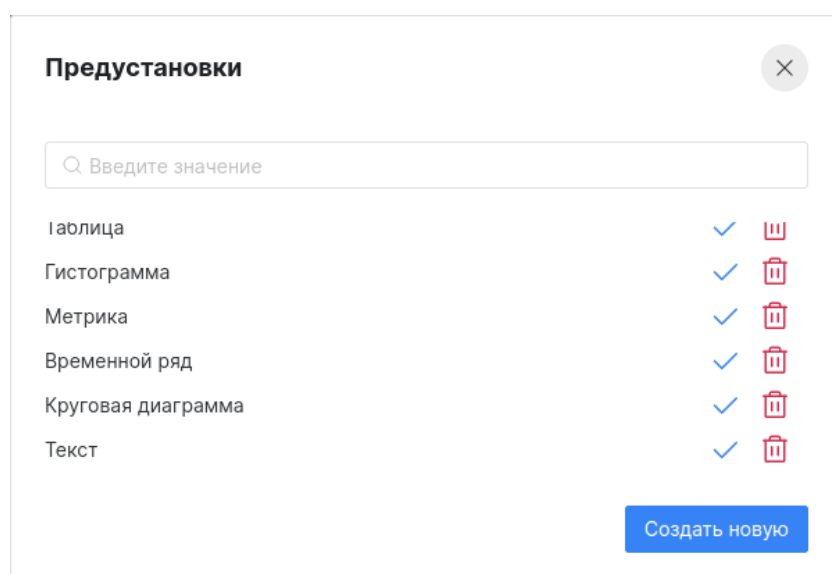 Предустановки
Введите значение
Таблица
Гистограмма
Метрика
Временной ряд
Круговая диаграмма
Текст
Создать новую